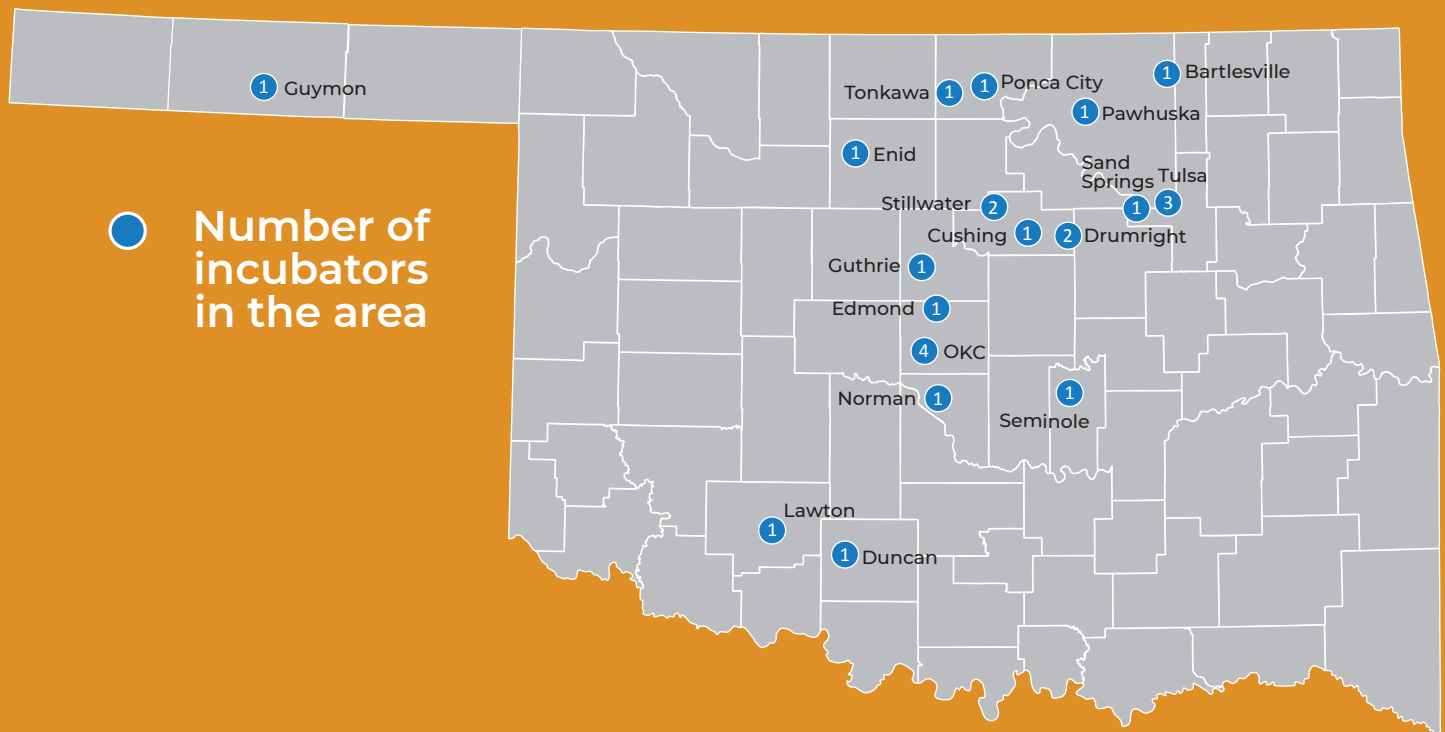 1 Guymon
Tonkawa 1
1 Ponca City
1 Bartlesville
1 Pawhuska
1 Enid
Sand
Springs
1
Tulsa
3
Stillwater 2
Cushing 1
2 Drumright
Number of
incubators
in the area
Guthrie 1
Edmond 1
4 OKC
Norman 1
1
Seminole
Lawton
1
1 Duncan